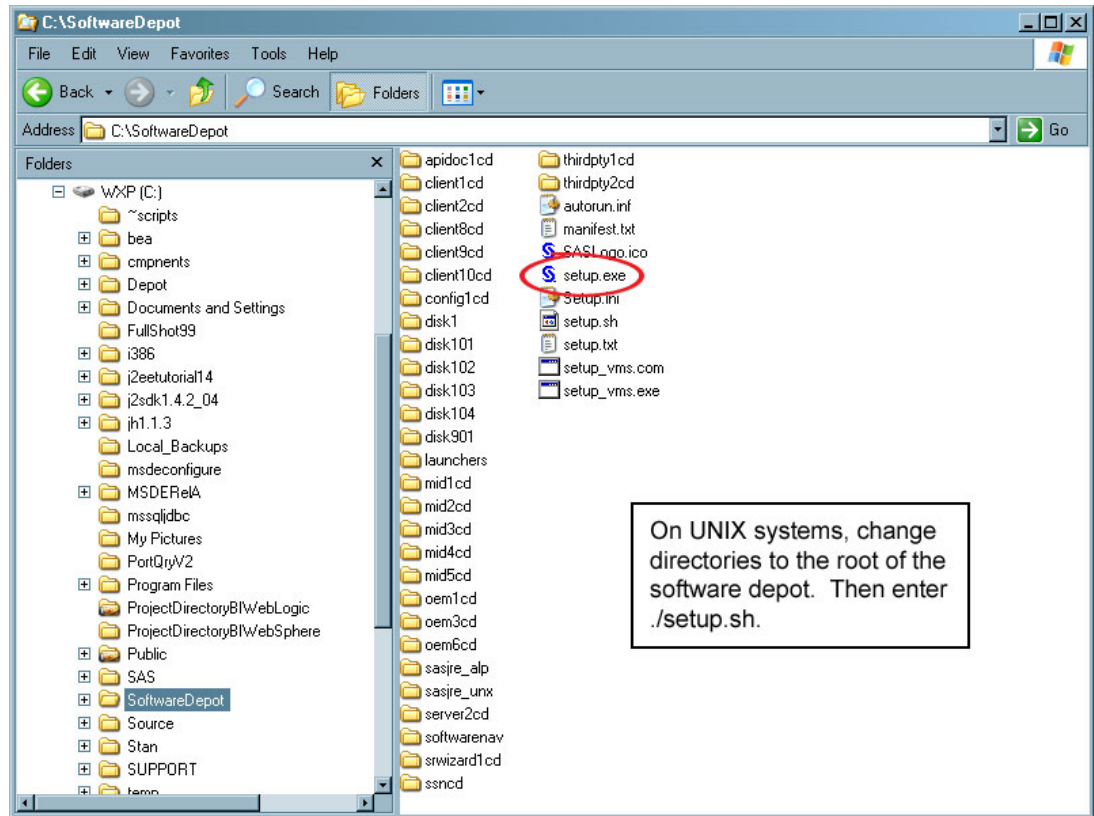 C:\SoftwareDepot
File Edit View Favorites Tools Help
Back Search Folders
Address C:\SoftwareDepot Go
Folders
WXP (C:)
~scripts
bea
cmpnents
Depot
Documents and Settings
FullShot99
i386
j2eetutorial14
j2sdk1.4.2_04
jh1.1.3
Local_Backups
msdeconfigure
MSDERelA
mssqljdbc
My Pictures
PortQryV2
Program Files
ProjectDirectoryBIWebLogic
ProjectDirectoryBIWebSphere
Public
SAS
SoftwareDepot
Source
Stan
SUPPORT
temp
apidoc1cd
client1cd
client2cd
client8cd
client9cd
client10cd
config1cd
disk1
disk101
disk102
disk103
disk104
disk901
launchers
mid1cd
mid2cd
mid3cd
mid4cd
mid5cd
oem1cd
oem3cd
oem6cd
sasjre_alp
sasjre_unx
server2cd
softwarenav
srwizard1cd
ssncd
thirdpty1cd
thirdpty2cd
autorun.inf
manifest.txt
SASLogo.ico
setup.exe
Setup.ini
setup.sh
setup.txt
setup_vms.com
setup_vms.exe
On UNIX systems, change
directories to the root of the
software depot. Then enter
./setup.sh.